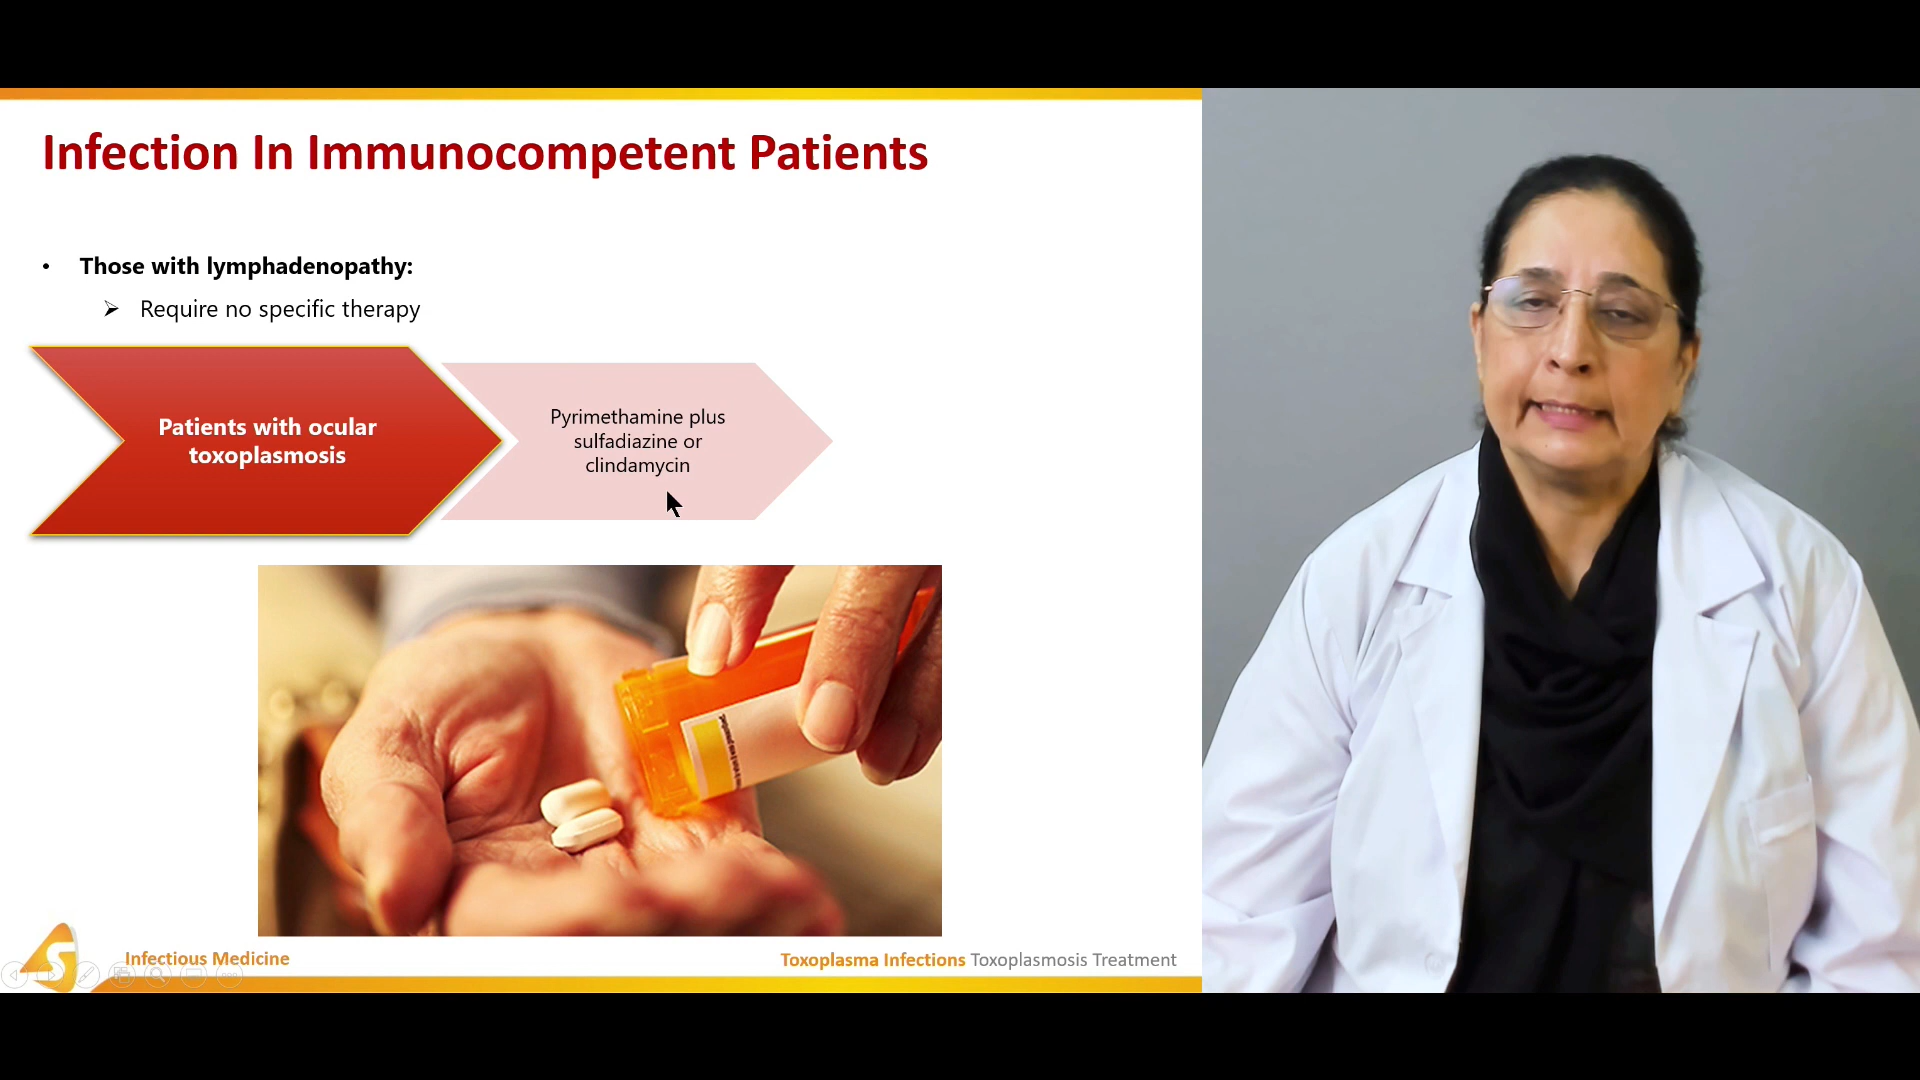 Infection In Immunocompetent Patients
• Those with lymphadenopathy:
➢ Require no specific therapy
Patients with ocular
toxoplasmosis
Pyrimethamine plus
sulfadiazine or
clindamycin
Infectious Medicine
Toxoplasma Infections Toxoplasmosis Treatment